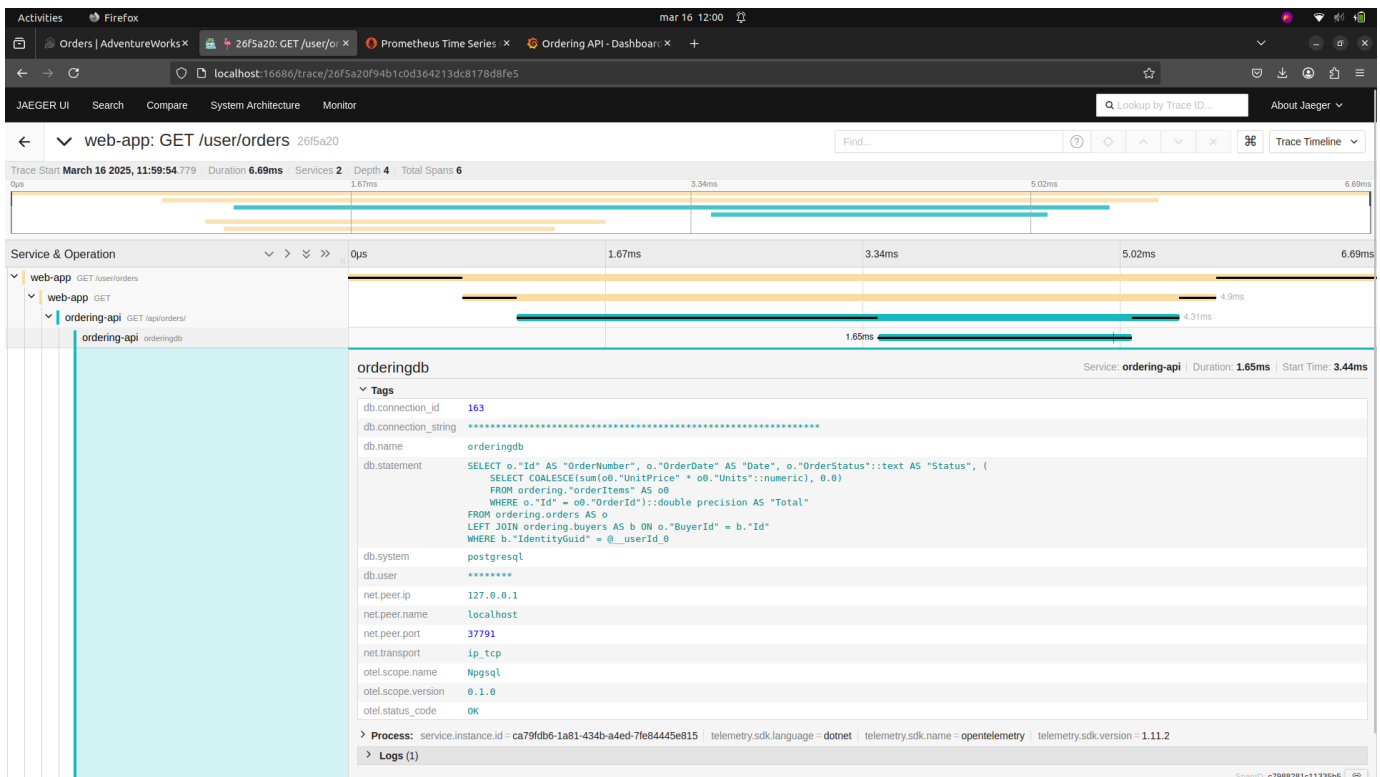 Activities Firefox mar 16 12:00
Orders | AdventureWorks × 26f5a20: GET /user/or × Prometheus Time Series × Ordering API - Dashboard × +
localhost:16686/trace/26f5a20f94b1c0d364213dc8178d8fe5
JAEGER UI Search Compare System Architecture Monitor Lookup by Trace ID... About Jaeger
web-app: GET /user/orders 26f5a20 Find... Trace Timeline
Trace Start March 16 2025, 11:59:54.779 Duration 6.69ms Services 2 Depth 4 Total Spans 6
0μs 1.67ms 3.34ms 5.02ms 6.69ms
Service & Operation 0μs 1.67ms 3.34ms 5.02ms 6.69ms
web-app GET /user/orders
web-app GET 4.9ms
ordering-api GET /api/orders/ 4.31ms
ordering-api orderingdb 1.65ms
orderingdb Service: ordering-api Duration: 1.65ms Start Time: 3.44ms
Tags
db.connection_id 163
db.connection_string ****************************************************************
db.name orderingdb
db.statement SELECT o."Id" AS "OrderNumber", o."OrderDate" AS "Date", o."OrderStatus"::text AS "Status", (
SELECT COALESCE(sum(o0."UnitPrice" * o0."Units"::numeric), 0.0)
FROM ordering."orderItems" AS o0
WHERE o."Id" = o0."OrderId")::double precision AS "Total"
FROM ordering.orders AS o
LEFT JOIN ordering.buyers AS b ON o."BuyerId" = b."Id"
WHERE b."IdentityGuid" = @__userId_0
db.system postgresql
db.user ********
net.peer.ip 127.0.0.1
net.peer.name localhost
net.peer.port 37791
net.transport ip_tcp
otel.scope.name Npgsql
otel.scope.version 0.1.0
otel.status_code OK
Process: service.instance.id = ca79fdb6-1a81-434b-a4ed-7fe84445e815 telemetry.sdk.language = dotnet telemetry.sdk.name = opentelemetry telemetry.sdk.version = 1.11.2
Logs (1)